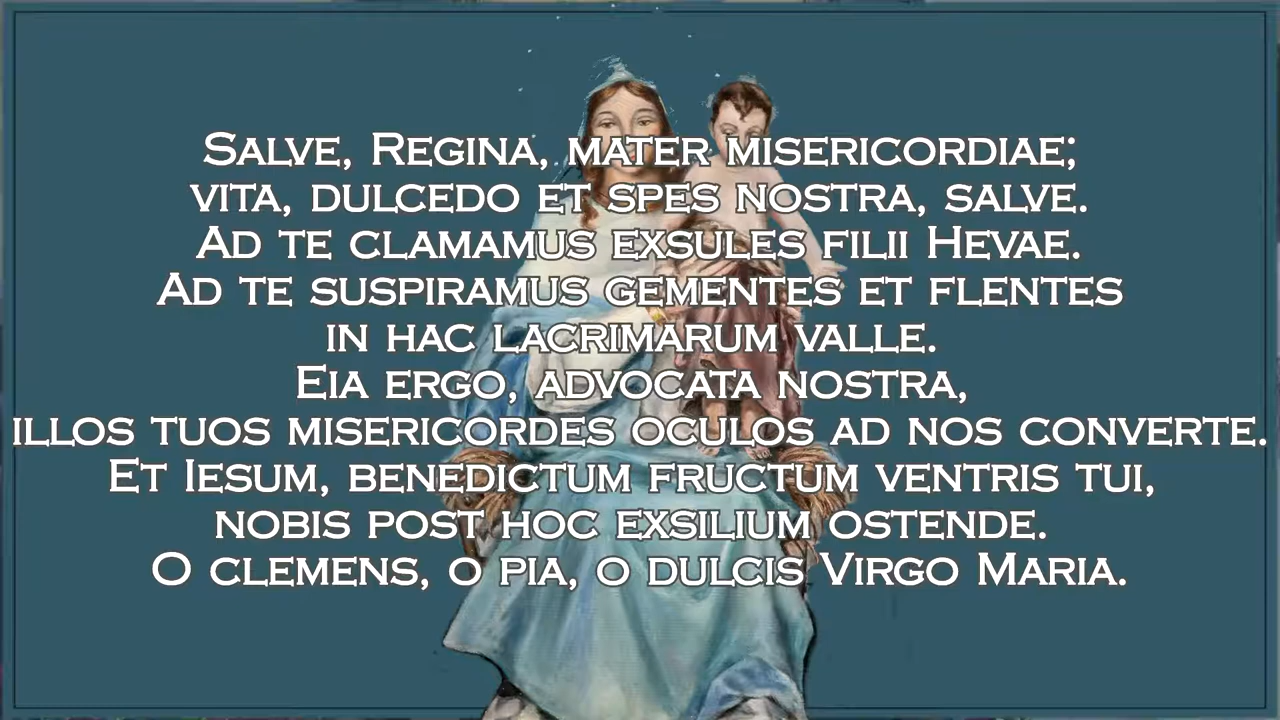 Salve, Regina, mater misericordiae;
vita, dulcedo et spes nostra, salve.
Ad te clamamus exsules filii Hevae.
Ad te suspiramus gementes et flentes
in hac lacrimarum valle.
Eia ergo, advocata nostra,
illos tuos misericordes oculos ad nos converte.
Et Iesum, benedictum fructum ventris tui,
nobis post hoc exsilium ostende.
O clemens, o pia, o dulcis Virgo Maria.